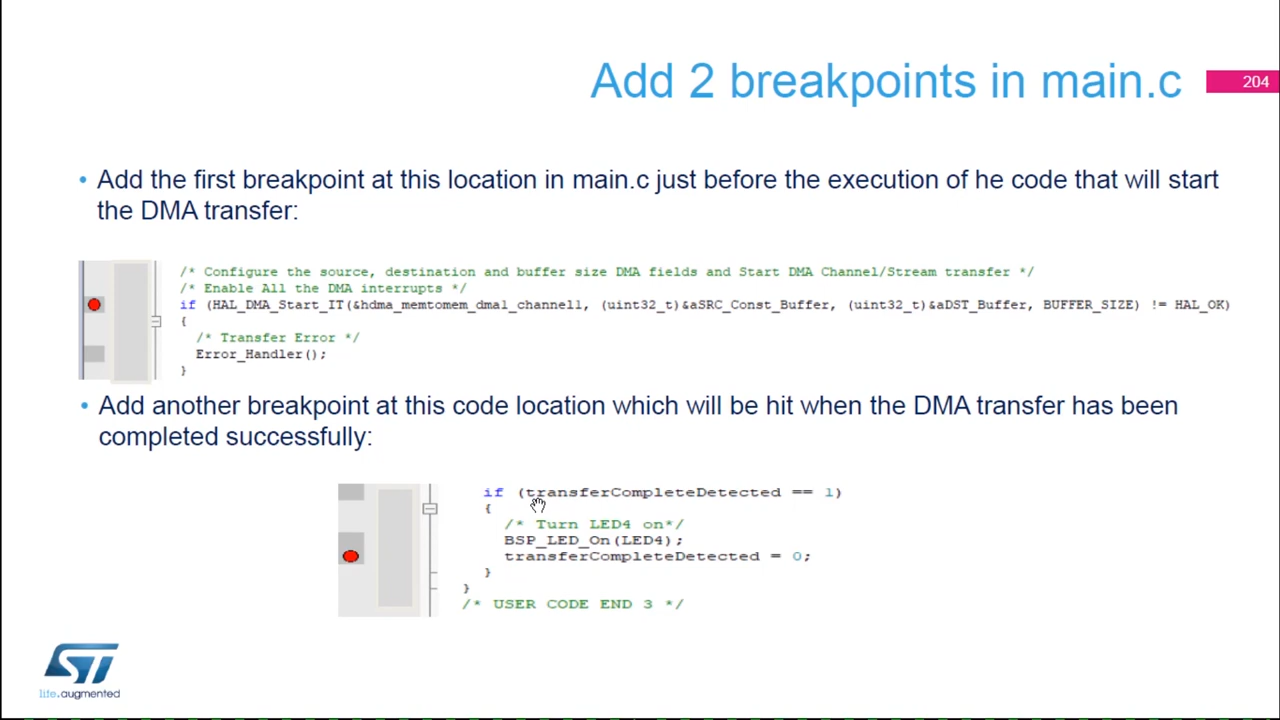 Add 2 breakpoints in main.c
204
• Add the first breakpoint at this location in main.c just before the execution of he code that will start
the DMA transfer:
/* Configure the source, destination and buffer size DMA fields and Start DMA Channel/Stream transfer */
/* Enable All the DMA interrupts */
if (HAL_DMA_Start_IT(&hdma_memtomem_dma1_channel1, (uint32_t)&aSRC_Const_Buffer, (uint32_t)&aDST_Buffer, BUFFER_SIZE) != HAL_OK)
{
/* Transfer Error */
Error_Handler();
}
• Add another breakpoint at this code location which will be hit when the DMA transfer has been
completed successfully:
if (transferCompleteDetected == 1)
{
/* Turn LED4 on*/
BSP_LED_On(LED4);
transferCompleteDetected = 0;
}
}
/* USER CODE END 3 */
ST
life.augmented